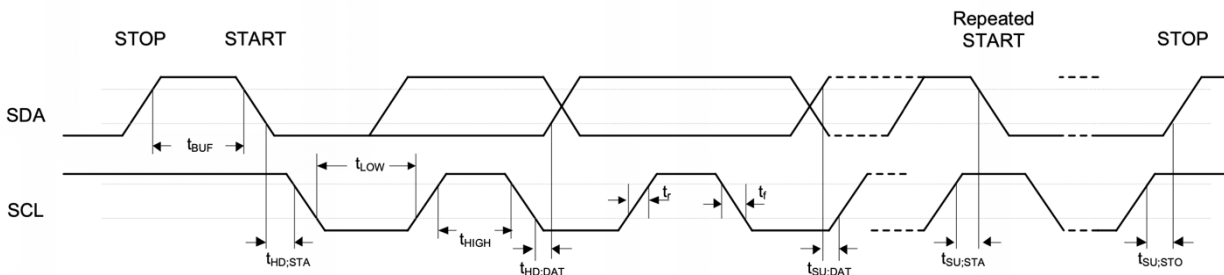 Repeated
STOP START START STOP
SDA
tBUF
tLOW
SCL
tr tf
tHIGH
tHD;STA tHD;DAT tSU;DAT tSU;STA tSU;STO